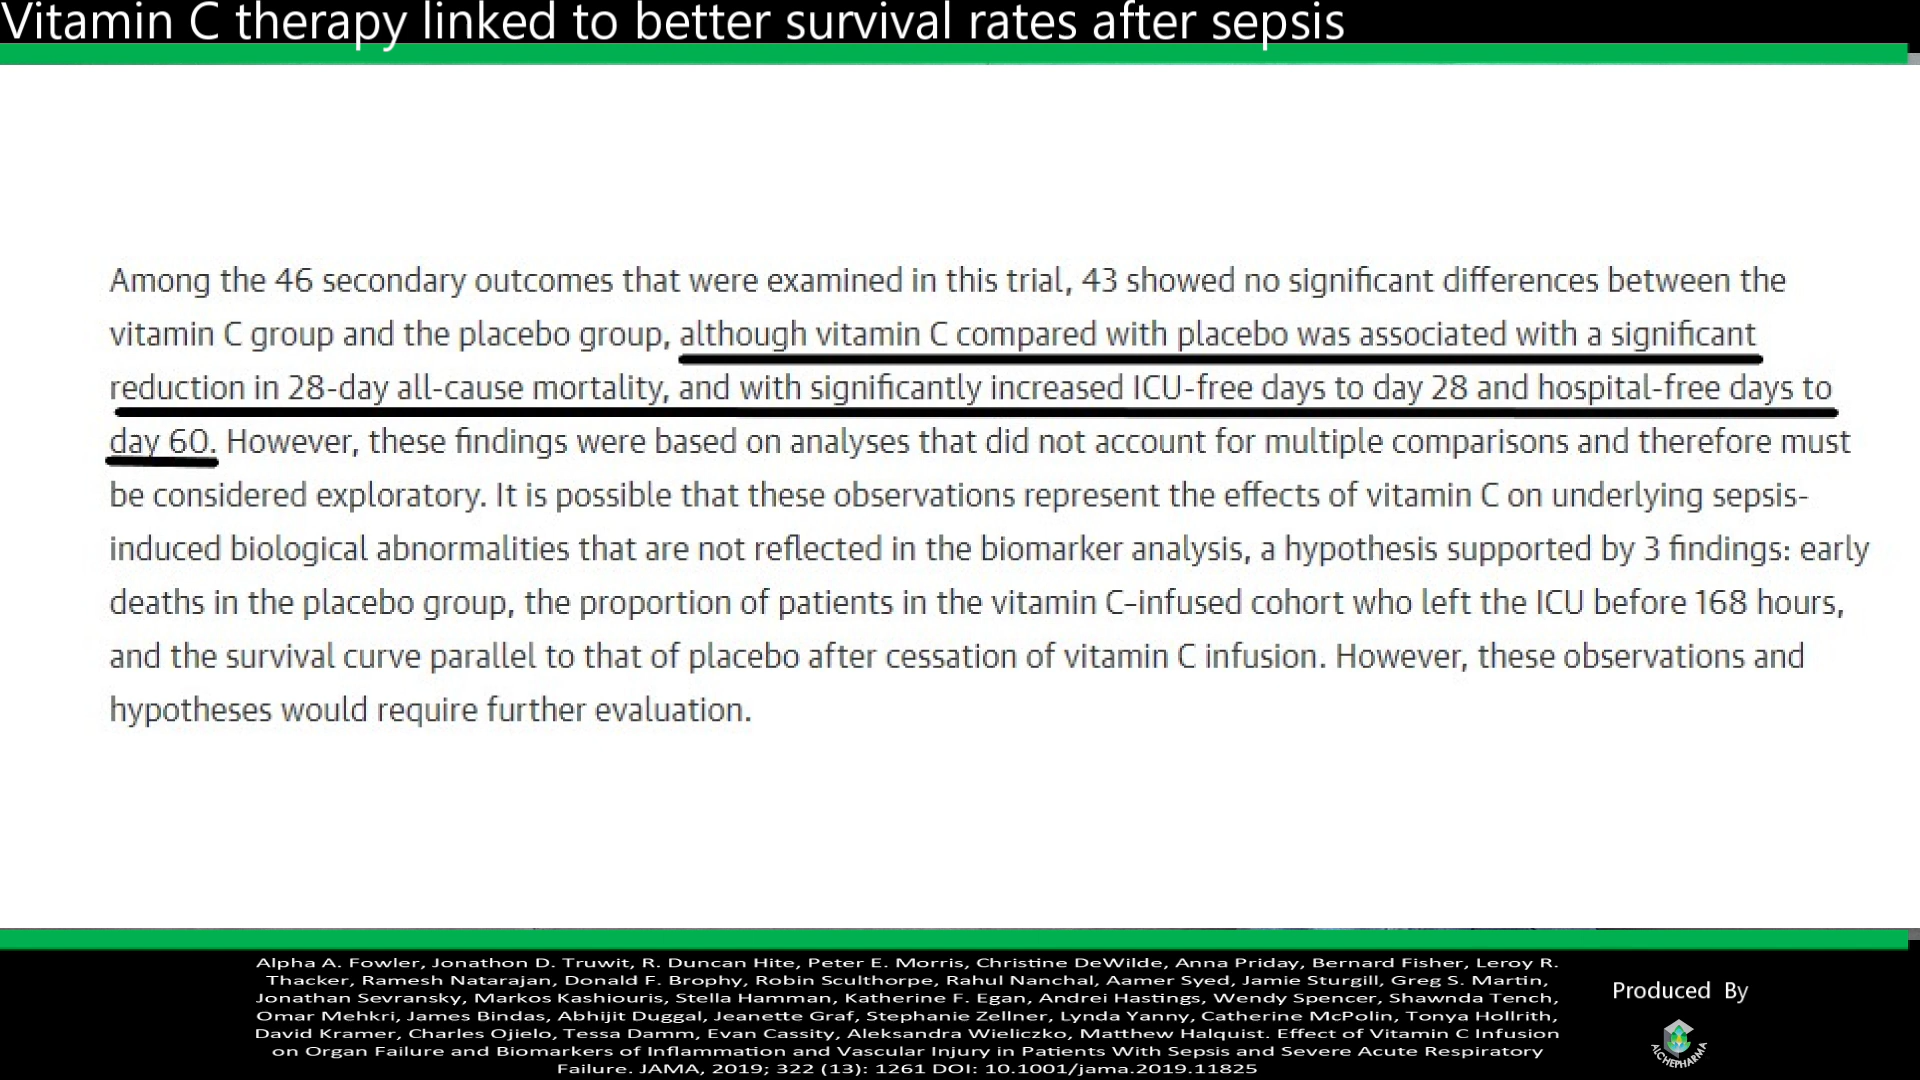 Vitamin C therapy linked to better survival rates after sepsis
Among the 46 secondary outcomes that were examined in this trial, 43 showed no significant differences between the
vitamin C group and the placebo group, although vitamin C compared with placebo was associated with a significant
reduction in 28-day all-cause mortality, and with significantly increased ICU-free days to day 28 and hospital-free days to
day 60. However, these findings were based on analyses that did not account for multiple comparisons and therefore must
be considered exploratory. It is possible that these observations represent the effects of vitamin C on underlying sepsis-
induced biological abnormalities that are not reflected in the biomarker analysis, a hypothesis supported by 3 findings: early
deaths in the placebo group, the proportion of patients in the vitamin C–infused cohort who left the ICU before 168 hours,
and the survival curve parallel to that of placebo after cessation of vitamin C infusion. However, these observations and
hypotheses would require further evaluation.
Alpha A. Fowler, Jonathon D. Truwit, R. Duncan Hite, Peter E. Morris, Christine DeWilde, Anna Priday, Bernard Fisher, Leroy R.
Thacker, Ramesh Natarajan, Donald F. Brophy, Robin Sculthorpe, Rahul Nanchal, Aamer Syed, Jamie Sturgill, Greg S. Martin,
Jonathan Sevransky, Markos Kashiouris, Stella Hamman, Katherine F. Egan, Andrei Hastings, Wendy Spencer, Shawnda Tench,
Omar Mehkri, James Bindas, Abhijit Duggal, Jeanette Graf, Stephanie Zellner, Lynda Yanny, Catherine McPolin, Tonya Hollrith,
David Kramer, Charles Ojielo, Tessa Damm, Evan Cassity, Aleksandra Wieliczko, Matthew Halquist. Effect of Vitamin C Infusion
on Organ Failure and Biomarkers of Inflammation and Vascular Injury in Patients With Sepsis and Severe Acute Respiratory
Failure. JAMA, 2019; 322 (13): 1261 DOI: 10.1001/jama.2019.11825
Produced By
ALCHEPHARMA